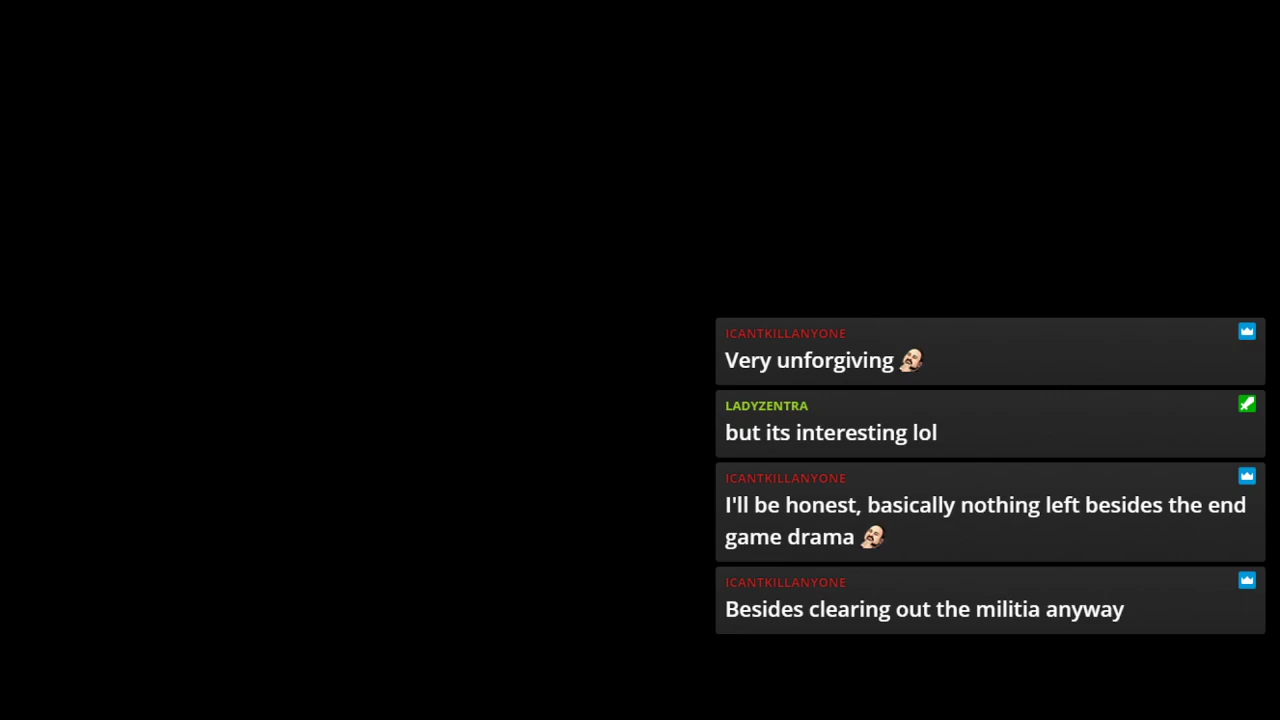 ICANTKILLANYONE
Very unforgiving
LADYZENTRA
but its interesting lol
ICANTKILLANYONE
I'll be honest, basically nothing left besides the end
game drama
ICANTKILLANYONE
Besides clearing out the militia anyway